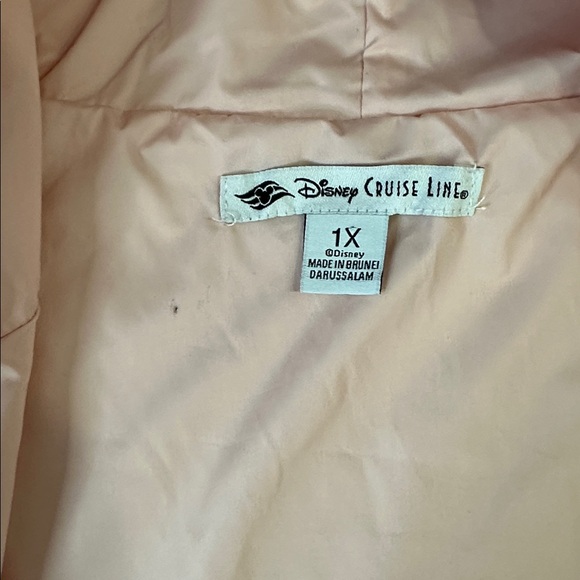 Disney CRUISE LINE®
1X
©Disney
MADE IN BRUNEI
DARUSSALAM